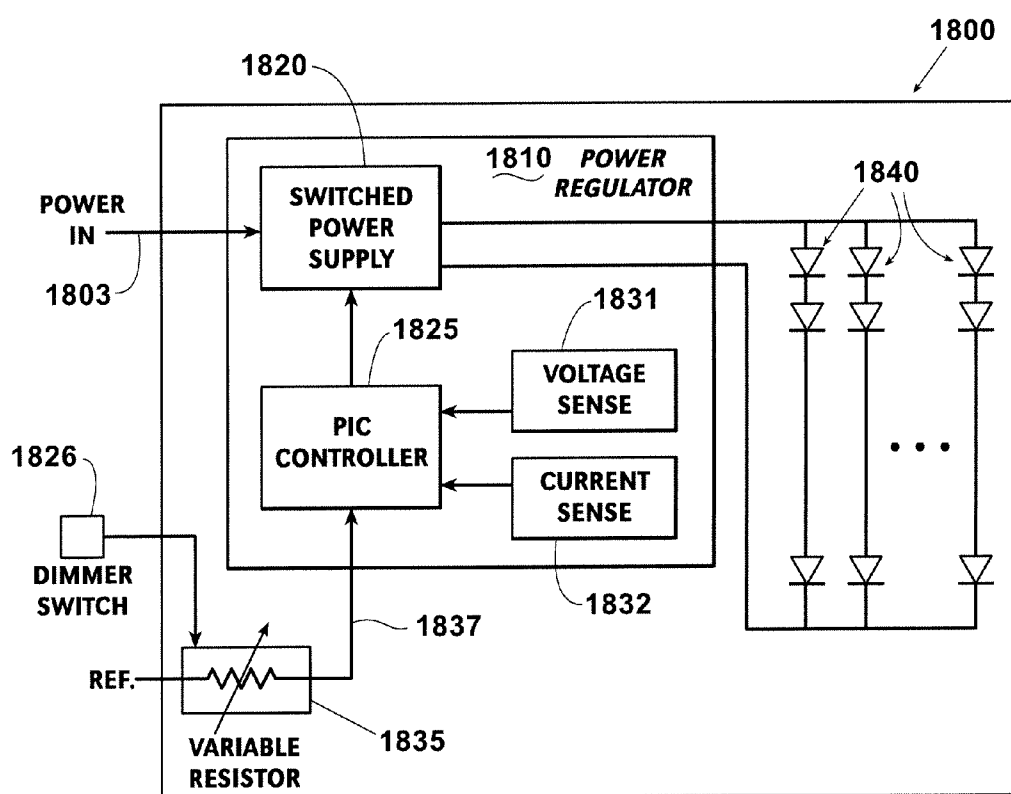 1800
1820
1810 POWER
REGULATOR
1840
SWITCHED
POWER
SUPPLY
POWER
IN
1803
1825
1831
VOLTAGE
SENSE
PIC
CONTROLLER
1826
CURRENT
SENSE
DIMMER
SWITCH
1832
1837
REF.
1835
VARIABLE
RESISTOR